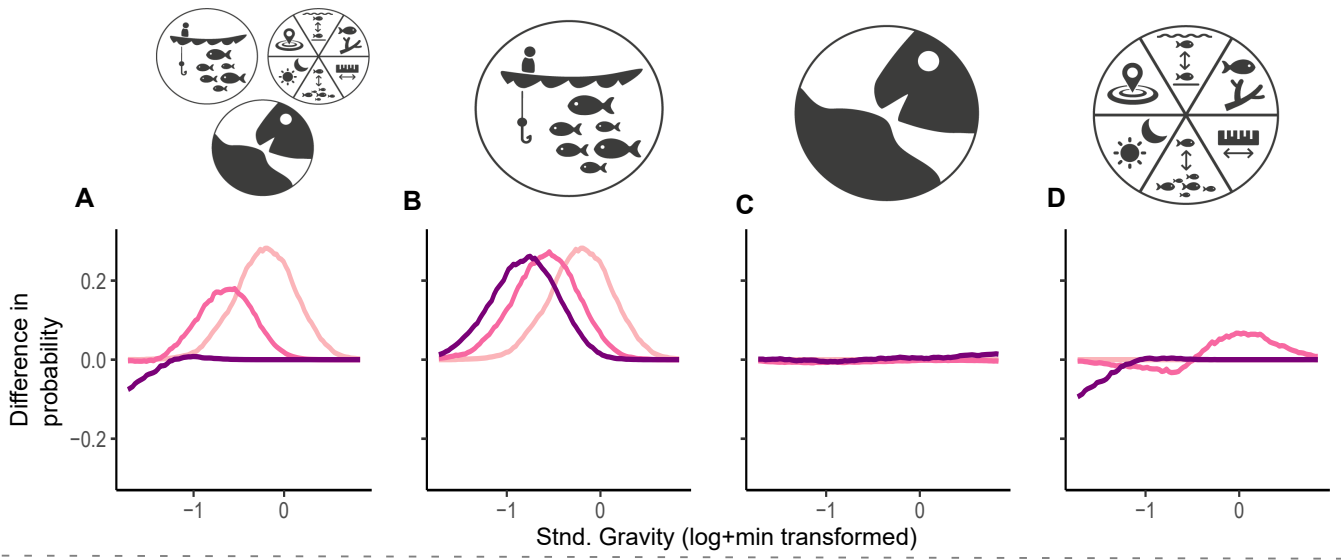 A
B
C
D
Difference in
probability
0.2
0.0
−0.2
−1
0
−1
0
−1
0
−1
0
Stnd. Gravity (log+min transformed)